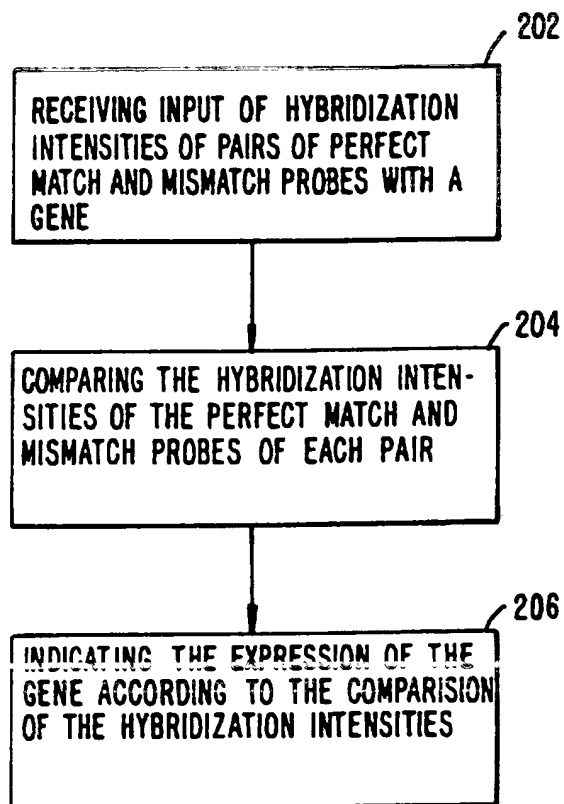 202
RECEIVING INPUT OF HYBRIDIZATION
INTENSITIES OF PAIRS OF PERFECT
MATCH AND MISMATCH PROBES WITH A
GENE
204
COMPARING THE HYBRIDIZATION INTEN-
SITIES OF THE PERFECT MATCH AND
MISMATCH PROBES OF EACH PAIR
206
INDICATING THE EXPRESSION OF THE
GENE ACCORDING TO THE COMPARISION
OF THE HYBRIDIZATION INTENSITIES